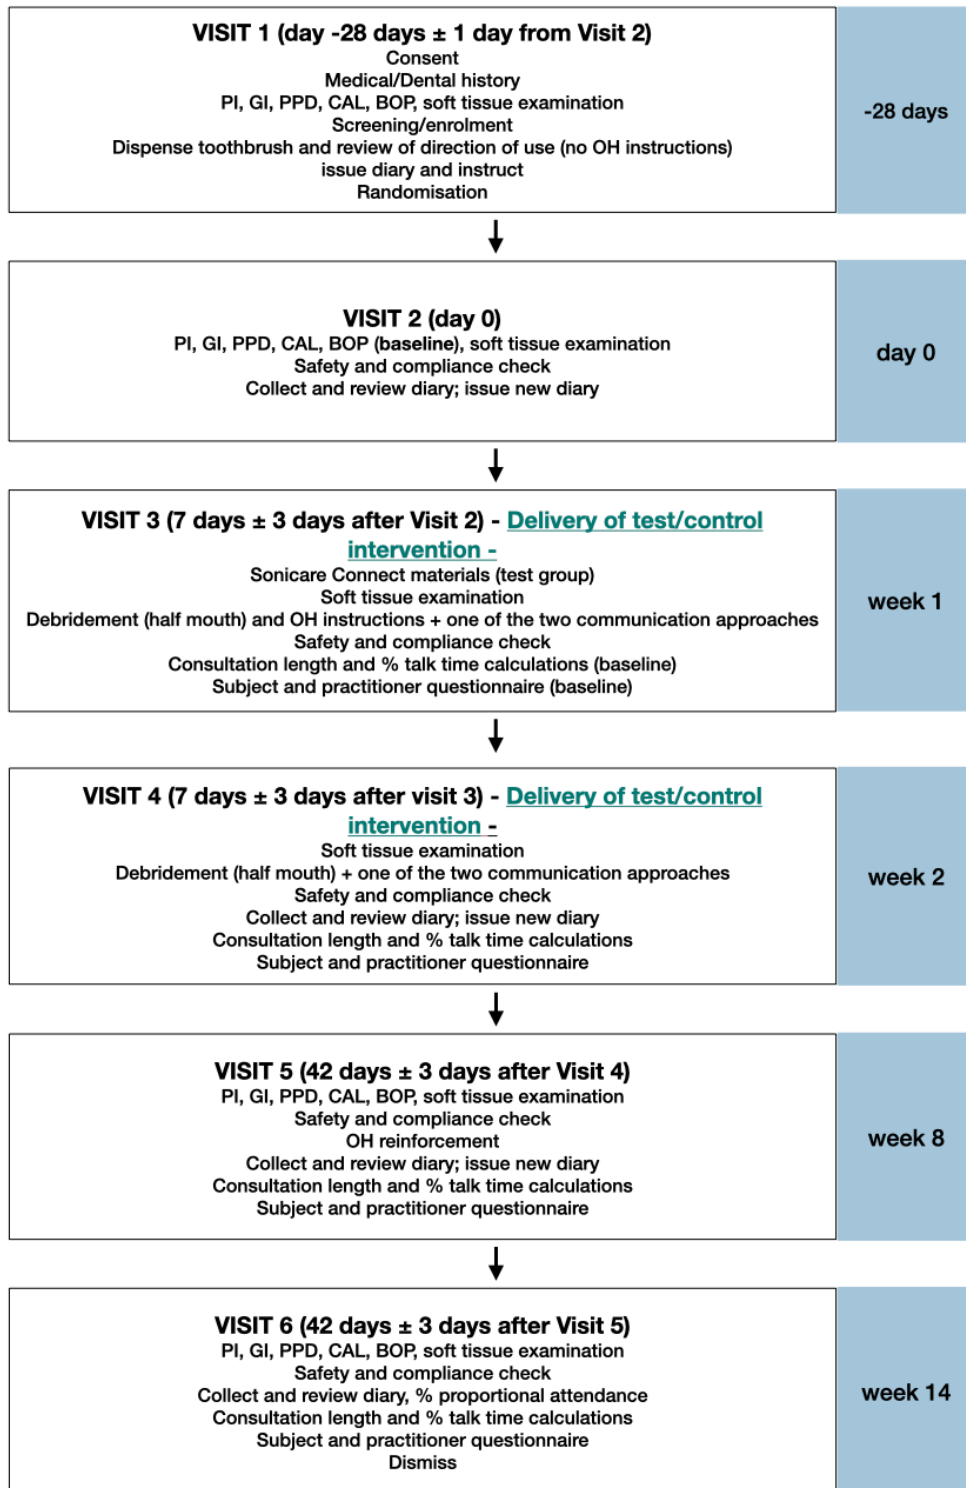 VISIT 1 (day -28 days ± 1 day from Visit 2)
Consent
Medical/Dental history
PI, GI, PPD, CAL, BOP, soft tissue examination
Screening/enrolment
Dispense toothbrush and review of direction of use (no OH instructions)
issue diary and instruct
Randomisation
-28 days
VISIT 2 (day 0)
PI, GI, PPD, CAL, BOP (baseline), soft tissue examination
Safety and compliance check
Collect and review diary; issue new diary
day 0
VISIT 3 (7 days ± 3 days after Visit 2) - Delivery of test/control
intervention -
Sonicare Connect materials (test group)
Soft tissue examination
Debridement (half mouth) and OH instructions + one of the two communication approaches
Safety and compliance check
Consultation length and % talk time calculations (baseline)
Subject and practitioner questionnaire (baseline)
week 1
VISIT 4 (7 days ± 3 days after visit 3) - Delivery of test/control
intervention -
Soft tissue examination
Debridement (half mouth) + one of the two communication approaches
Safety and compliance check
Collect and review diary; issue new diary
Consultation length and % talk time calculations
Subject and practitioner questionnaire
week 2
VISIT 5 (42 days ± 3 days after Visit 4)
PI, GI, PPD, CAL, BOP, soft tissue examination
Safety and compliance check
OH reinforcement
Collect and review diary; issue new diary
Consultation length and % talk time calculations
Subject and practitioner questionnaire
week 8
VISIT 6 (42 days ± 3 days after Visit 5)
PI, GI, PPD, CAL, BOP, soft tissue examination
Safety and compliance check
Collect and review diary, % proportional attendance
Consultation length and % talk time calculations
Subject and practitioner questionnaire
Dismiss
week 14